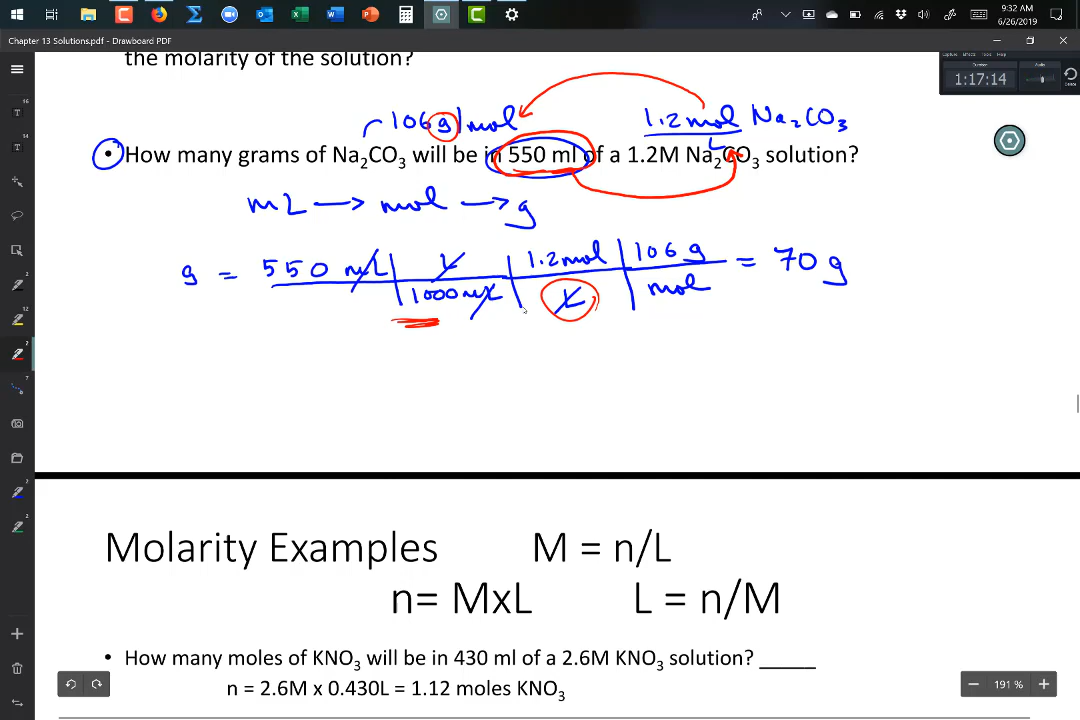 9:32 AM
6/26/2019
Chapter 13 Solutions.pdf - Drawboard PDF
Duration
Audio
1:17:14
the molarity of the solution?
106 g/mol
1.2 mol Na₂CO₃
L
• How many grams of Na₂CO₃ will be in 550 ml of a 1.2M Na₂CO₃ solution?
mL → mol → g
g = 550 mL | L | 1.2 mol | 106 g = 70 g
1000 mL | L | mol
Molarity Examples M = n/L
n= MxL L = n/M
• How many moles of KNO₃ will be in 430 ml of a 2.6M KNO₃ solution? _____
n = 2.6M x 0.430L = 1.12 moles KNO₃
191 %